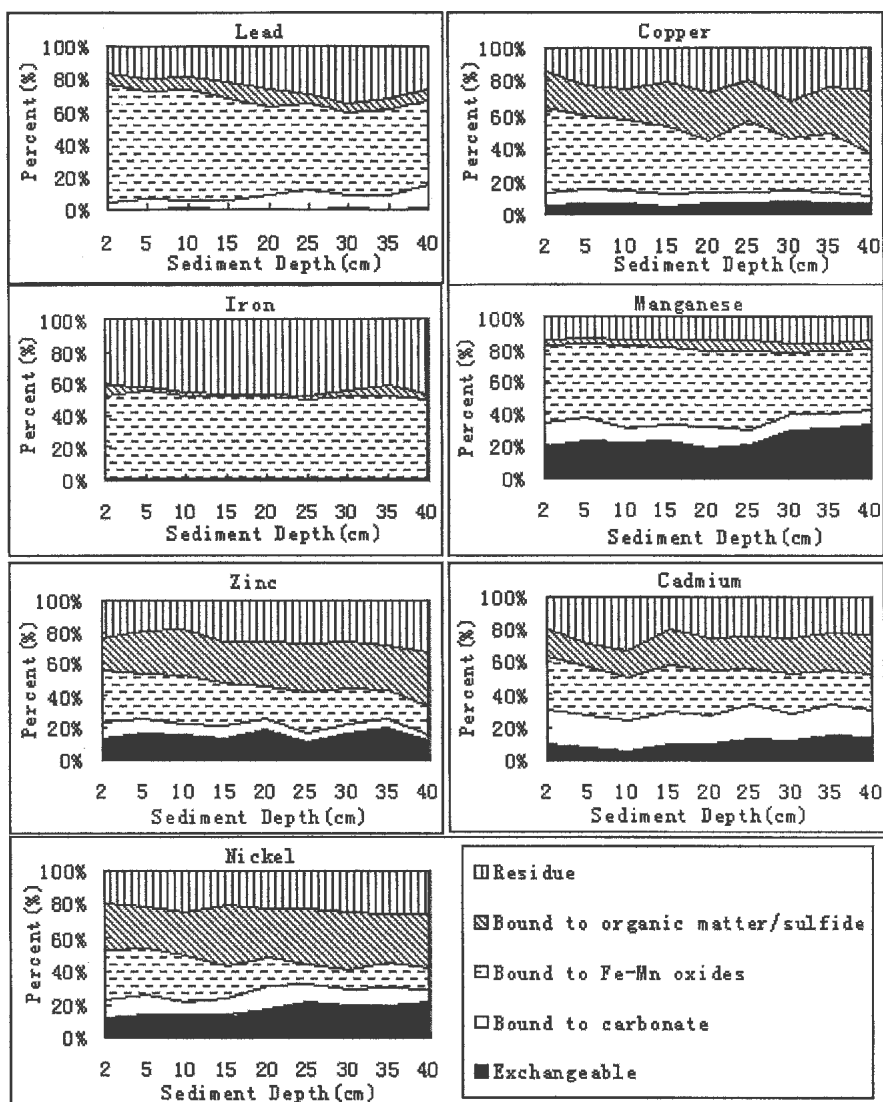 Lead
Percent(%)
100%
80%
60%
40%
20%
0%
2 5 10 15 20 25 30 35 40
Sediment Depth(cm)
Copper
Percent(%)
100%
80%
60%
40%
20%
0%
2 5 10 15 20 25 30 35 40
Sediment Depth(cm)
Iron
Percent(%)
100%
80%
60%
40%
20%
0%
2 5 10 15 20 25 30 35 40
Sediment Depth(cm)
Manganese
Percent(%)
100%
80%
60%
40%
20%
0%
2 5 10 15 20 25 30 35 40
Sediment Depth(cm)
Zinc
Percent(%)
100%
80%
60%
40%
20%
0%
2 5 10 15 20 25 30 35 40
Sediment Depth(cm)
Cadmium
Percent(%)
100%
80%
60%
40%
20%
0%
2 5 10 15 20 25 30 35 40
Sediment Depth(cm)
Nickel
Percent(%)
100%
80%
60%
40%
20%
0%
2 5 10 15 20 25 30 35 40
Sediment Depth(cm)
Residue
Bound to organic matter/sulfide
Bound to Fe-Mn oxides
Bound to carbonate
Exchangeable